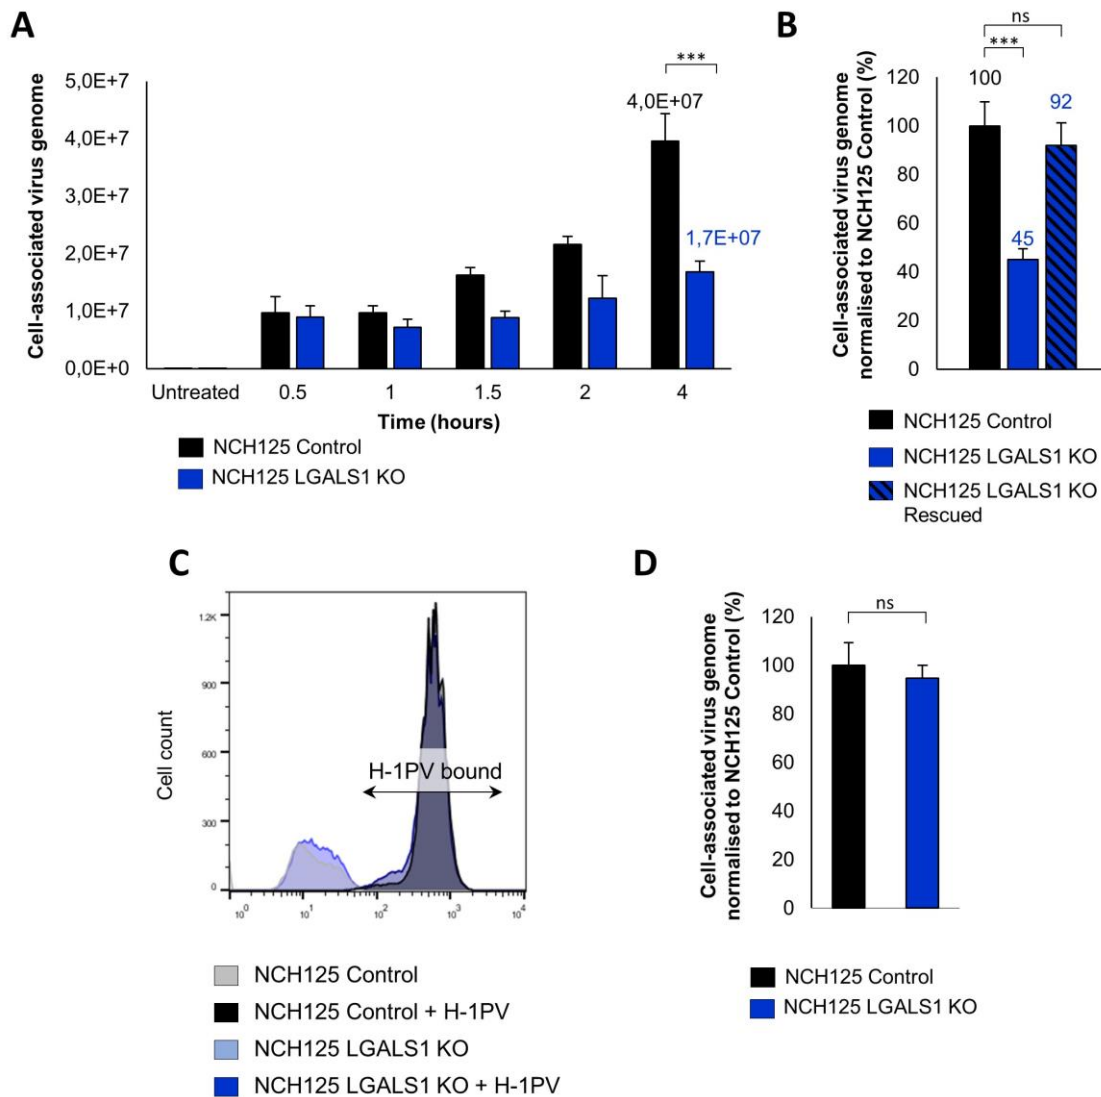 A
Cell-associated virus genome
5,0E+7
4,0E+7
3,0E+7
2,0E+7
1,0E+7
0,0E+0
***
4,0E+07
1,7E+07
Untreated
0.5
1
1.5
2
4
Time (hours)
NCH125 Control
NCH125 LGALS1 KO
B
Cell-associated virus genome
normalised to NCH125 Control (%)
120
100
80
60
40
20
0
ns
***
100
45
92
NCH125 Control
NCH125 LGALS1 KO
NCH125 LGALS1 KO
Rescued
C
Cell count
1.2K
900
600
300
0
H-1PV bound
10^0
10^1
10^2
10^3
10^4
NCH125 Control
NCH125 Control + H-1PV
NCH125 LGALS1 KO
NCH125 LGALS1 KO + H-1PV
D
Cell-associated virus genome
normalised to NCH125 Control (%)
120
100
80
60
40
20
0
ns
NCH125 Control
NCH125 LGALS1 KO